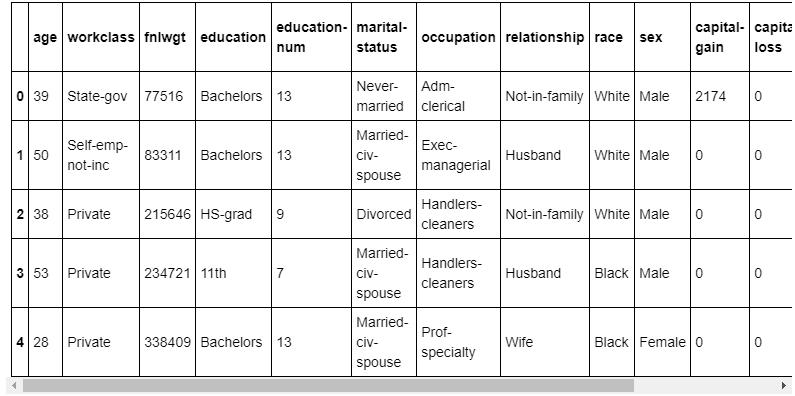 age workclass fnlwgt education education-num marital-status occupation relationship race sex capital-gain capita loss
0 39 State-gov 77516 Bachelors 13 Never-married Adm-clerical Not-in-family White Male 2174 0
1 50 Self-emp-not-inc 83311 Bachelors 13 Married-civ-spouse Exec-managerial Husband White Male 0 0
2 38 Private 215646 HS-grad 9 Divorced Handlers-cleaners Not-in-family White Male 0 0
3 53 Private 234721 11th 7 Married-civ-spouse Handlers-cleaners Husband Black Male 0 0
4 28 Private 338409 Bachelors 13 Married-civ-spouse Prof-specialty Wife Black Female 0 0